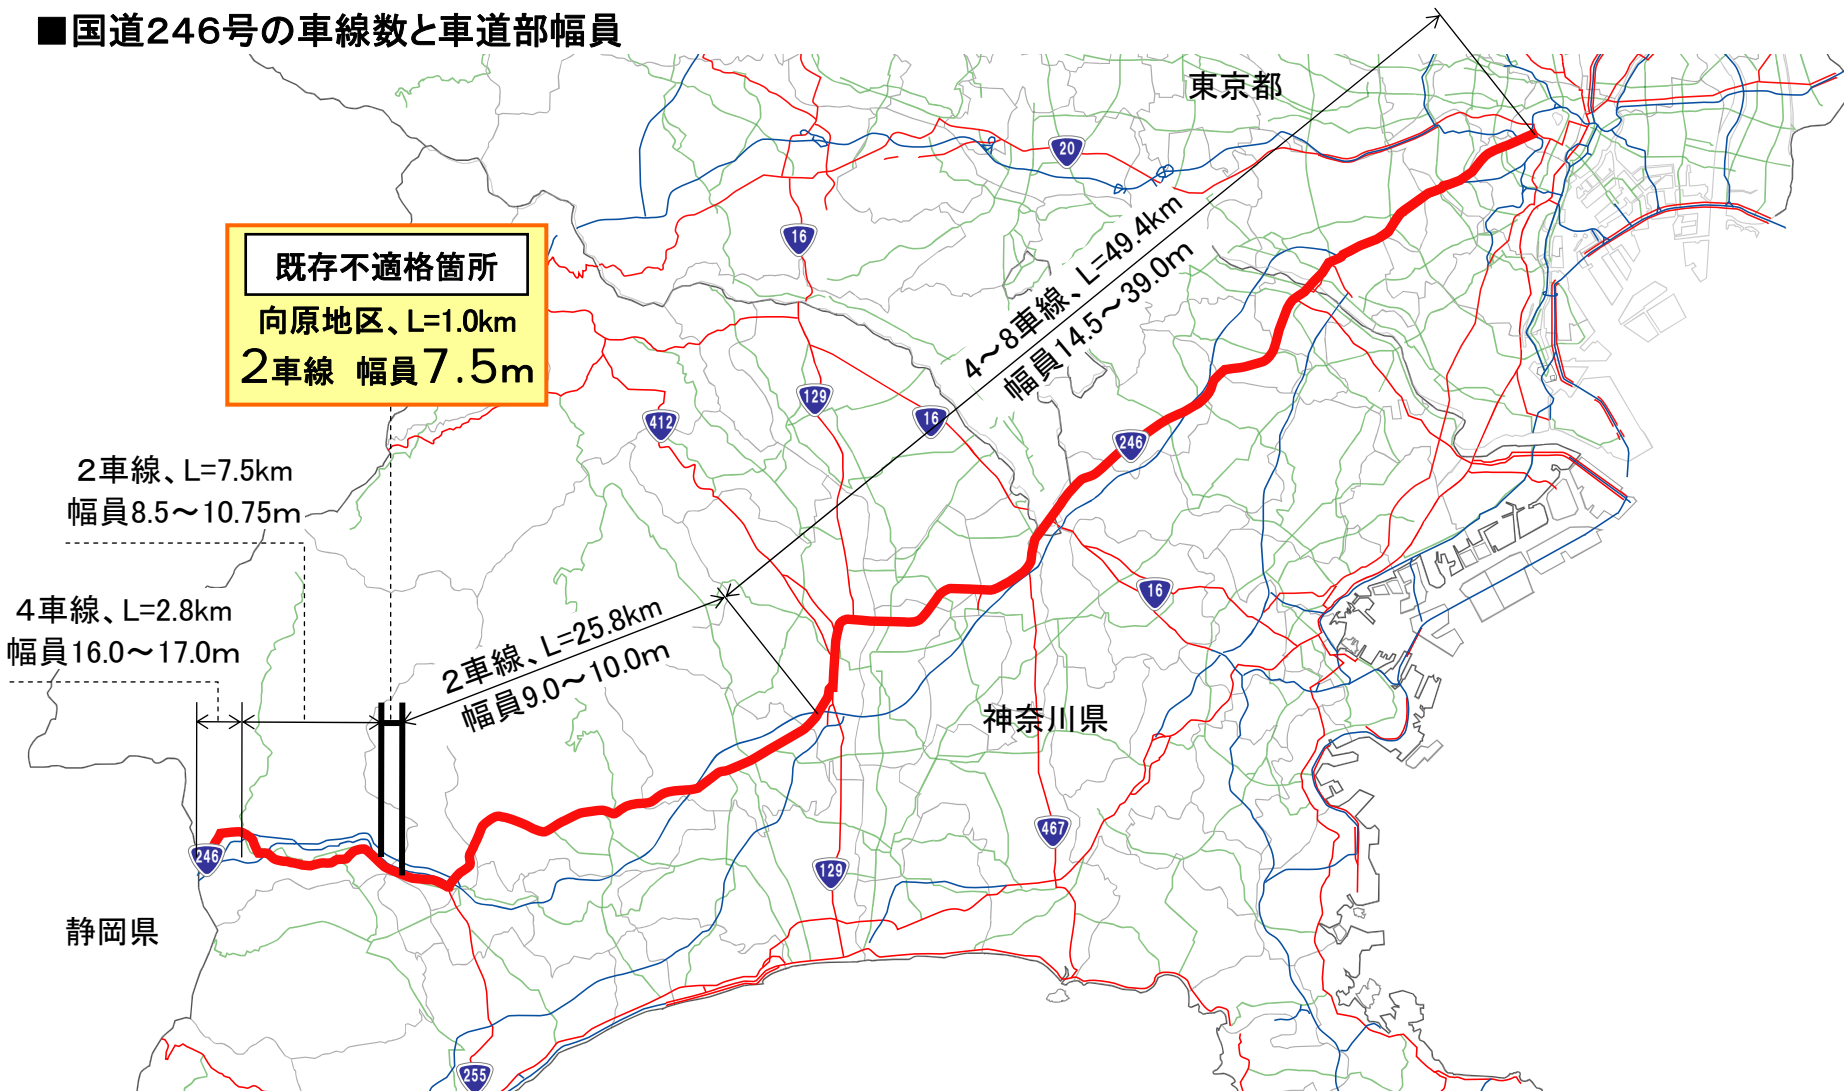 ■国道246号の車線数と車道部幅員
東京都
20
16
既存不適格箇所
向原地区、L=1.0km
2車線 幅員7.5m
4～8車線、L=49.4km
幅員14.5～39.0m
129
16
412
246
2車線、L=7.5km
幅員8.5～10.75m
4車線、L=2.8km
幅員16.0～17.0m
2車線、L=25.8km
幅員9.0～10.0m
16
神奈川県
467
246
129
静岡県
255